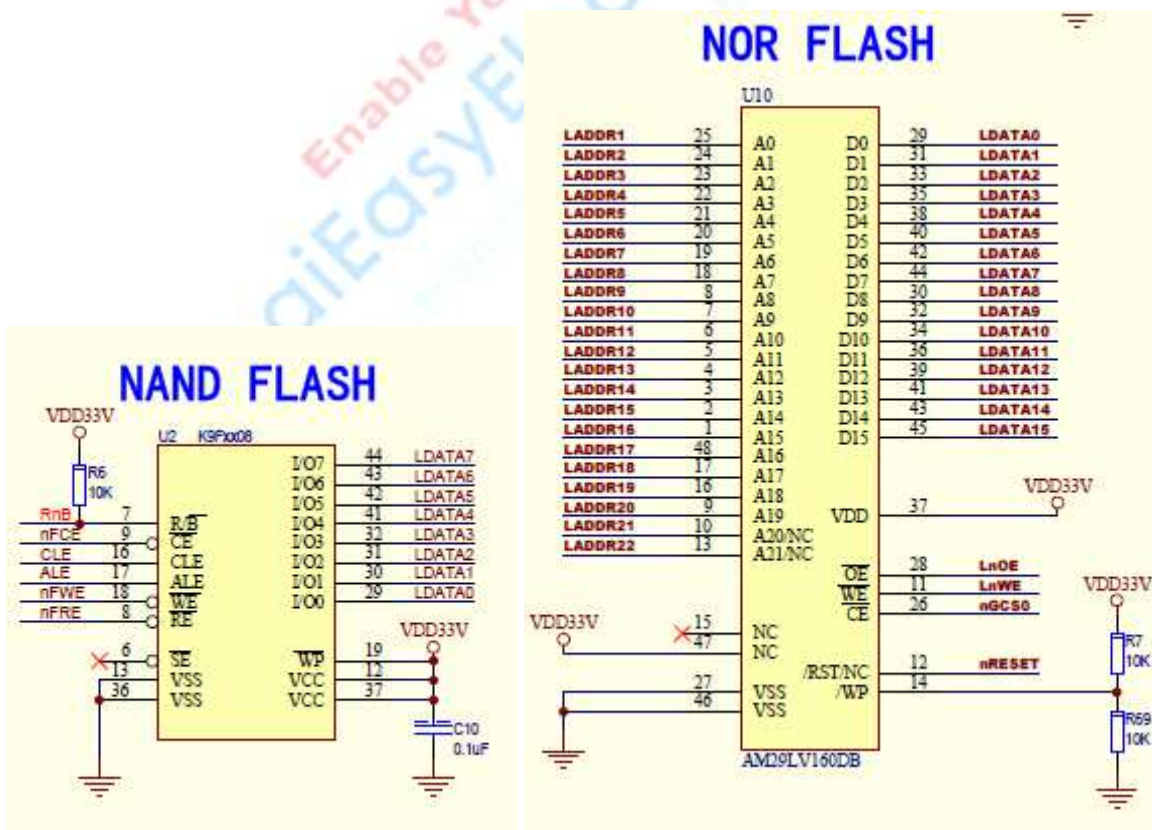 Enable Yo
aiEasyEl
NAND FLASH
VDD33V
U2 K9Fxx08
R6
10K
RnB 7 R/B
nFCE 9 CE
CLE 16 CLE
ALE 17 ALE
nFWE 18 WE
nFRE 8 RE
6 SE
13 VSS
36 VSS
I/O7 44 LDATA7
I/O6 43 LDATA6
I/O5 42 LDATA5
I/O4 41 LDATA4
I/O3 32 LDATA3
I/O2 31 LDATA2
I/O1 30 LDATA1
I/O0 29 LDATA0
VDD33V
WP 19
VCC 12
VCC 37
C10
0.1uF
NOR FLASH
U10
LADDR1 25 A0
LADDR2 24 A1
LADDR3 23 A2
LADDR4 22 A3
LADDR5 21 A4
LADDR6 20 A5
LADDR7 19 A6
LADDR8 18 A7
LADDR9 8 A8
LADDR10 7 A9
LADDR11 6 A10
LADDR12 5 A11
LADDR13 4 A12
LADDR14 3 A13
LADDR15 2 A14
LADDR16 1 A15
LADDR17 48 A16
LADDR18 17 A17
LADDR19 16 A18
LADDR20 9 A19
LADDR21 10 A20/NC
LADDR22 13 A21/NC
VDD33V
15 NC
47 NC
27 VSS
46 VSS
D0 29 LDATA0
D1 31 LDATA1
D2 33 LDATA2
D3 35 LDATA3
D4 38 LDATA4
D5 40 LDATA5
D6 42 LDATA6
D7 44 LDATA7
D8 30 LDATA8
D9 32 LDATA9
D10 34 LDATA10
D11 36 LDATA11
D12 39 LDATA12
D13 41 LDATA13
D14 43 LDATA14
D15 45 LDATA15
VDD33V
VDD 37
OE 28 LnOE
WE 11 LnWE
CE 26 nGCS0
VDD33V
R7
10K
/RST/NC 12 nRESET
/WP 14
R59
10K
AM29LV160DB